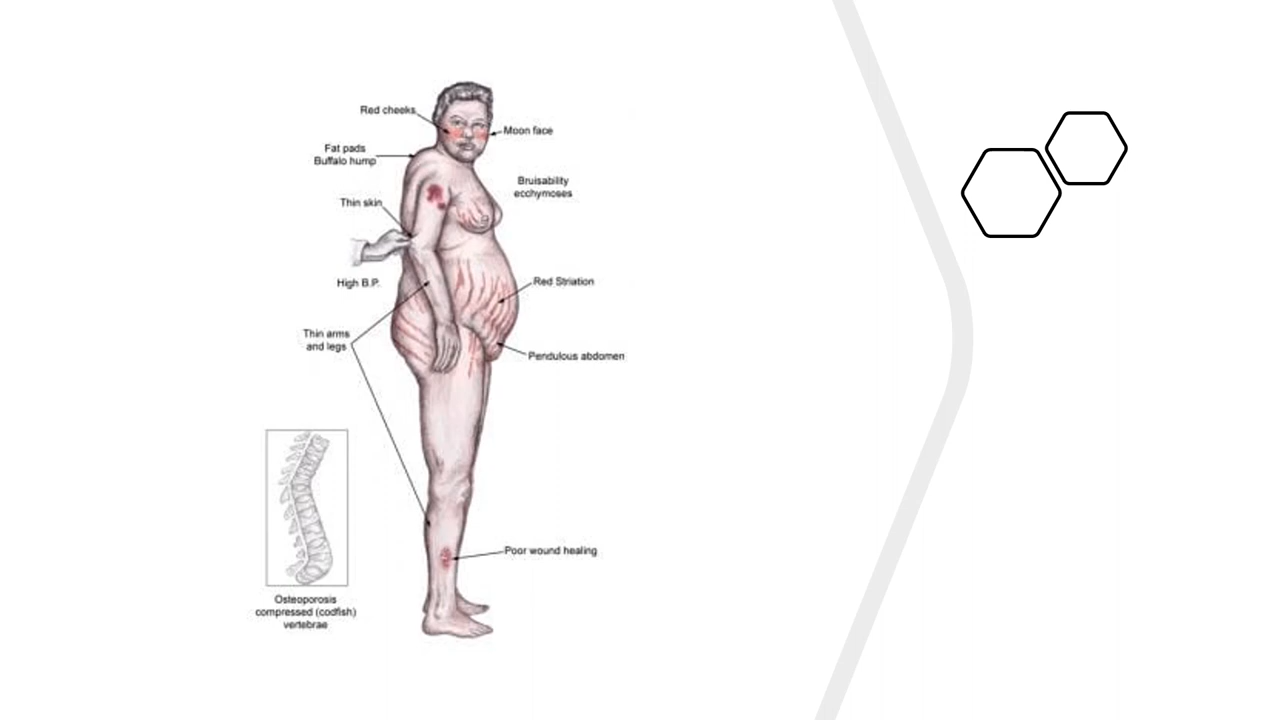 Red cheeks
Moon face
Fat pads
Buffalo hump
Bruisability
ecchymoses
Thin skin
High B.P.
Red Striation
Thin arms
and legs
Pendulous abdomen
Poor wound healing
Osteoporosis
compressed (codfish)
vertebrae